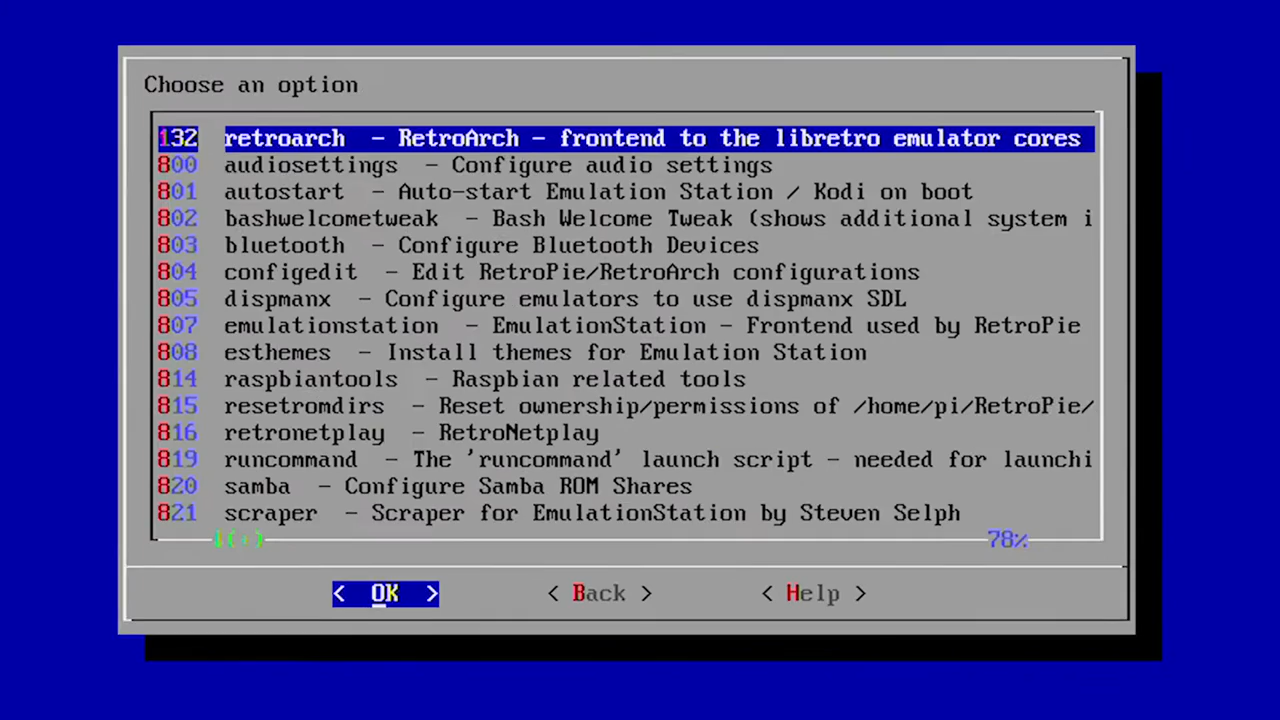 Choose an option
132 retroarch - RetroArch - frontend to the libretro emulator cores
800 audiosettings - Configure audio settings
801 autostart - Auto-start Emulation Station / Kodi on boot
802 bashwelcometweak - Bash Welcome Tweak (shows additional system i
803 bluetooth - Configure Bluetooth Devices
804 configedit - Edit RetroPie/RetroArch configurations
805 dispmanx - Configure emulators to use dispmanx SDL
807 emulationstation - EmulationStation - Frontend used by RetroPie
808 esthemes - Install themes for Emulation Station
814 raspbiantools - Raspbian related tools
815 resetromdirs - Reset ownership/permissions of /home/pi/RetroPie/
816 retronetplay - RetroNetplay
819 runcommand - The 'runcommand' launch script - needed for launchi
820 samba - Configure Samba ROM Shares
821 scraper - Scraper for EmulationStation by Steven Selph
↓(+) 78%
< OK > < Back > < Help >